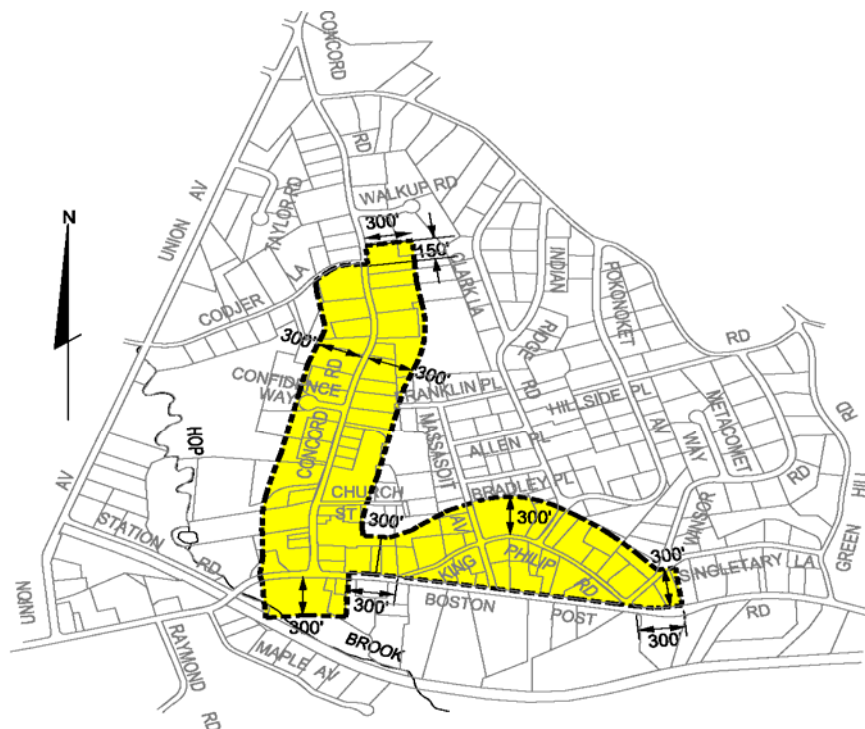 CONCORD
RD
UNION AV
TAYLOR RD
WALKUP RD
300'
150'
N
CODJER LA
CLARK LA
INDIAN
RIDGE
RD
POKONOKET
AV
RD
300'
300'
CONFIDENCE
WAY
RD
CONCORD
FRANKLIN PL
HILLSIDE PL
METACOMET
WAY
RD
MASSASOIT
AV
ALLEN PL
BRADLEY PL
HOP
CHURCH
ST
300'
300'
NANSOR
RD
GREEN HILL
AV
STATION
RD
KING
PHILIP
RD
300'
SINGLETARY LA
UNION
300'
300'
BOSTON
POST
RD
300'
BROOK
RAYMOND
RD
MAPLE AV